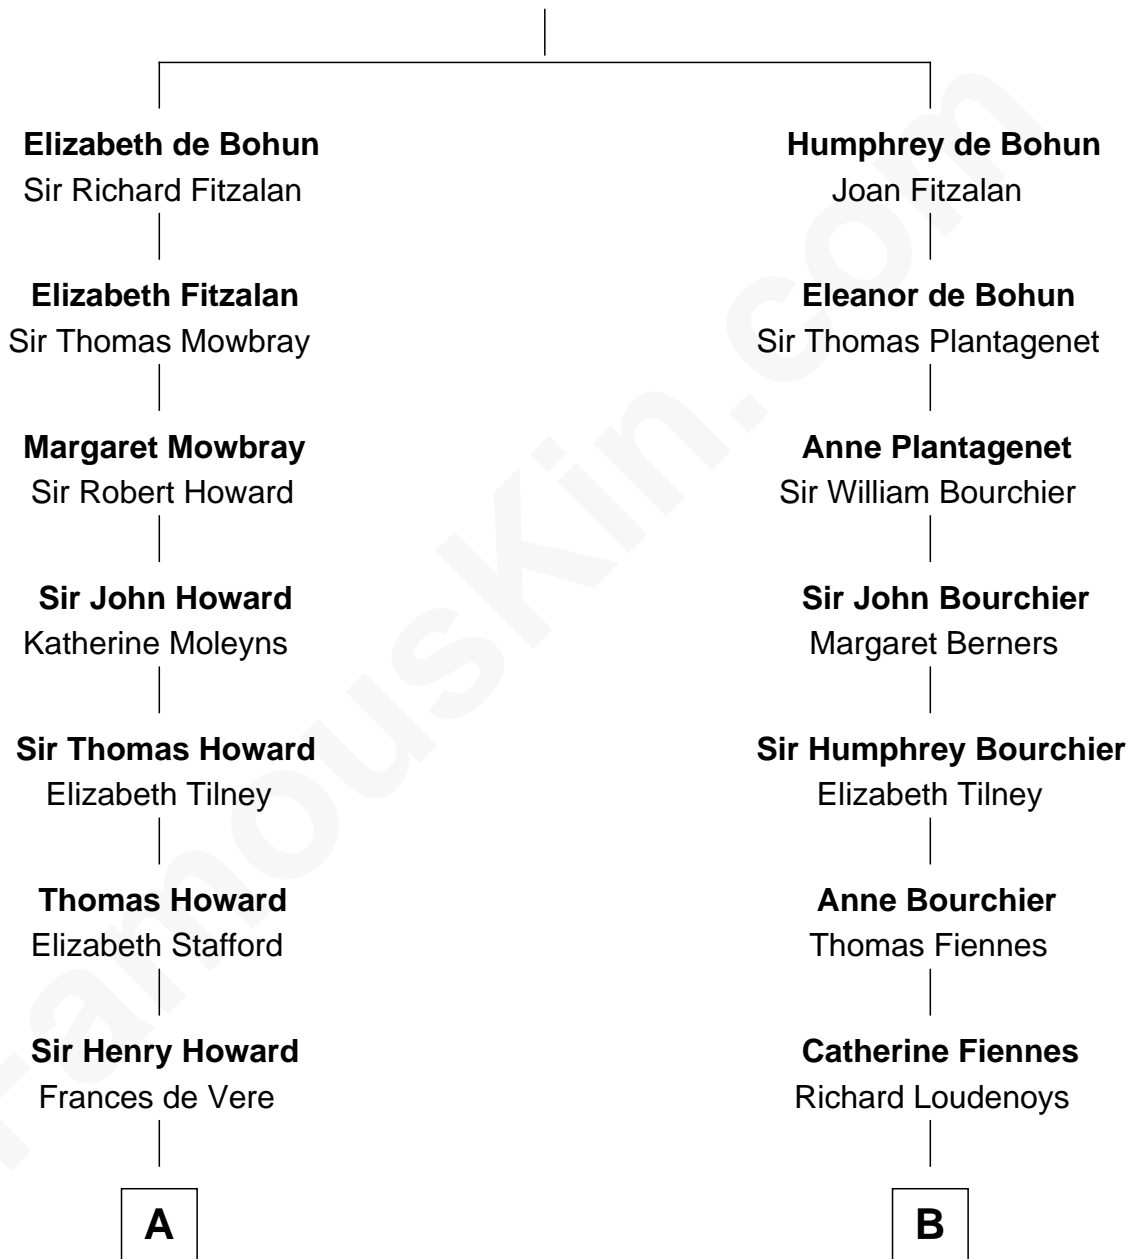 Elizabeth de Bohun
Sir Richard Fitzalan
Elizabeth Fitzalan
Sir Thomas Mowbray
Margaret Mowbray
Sir Robert Howard
Sir John Howard
Katherine Moleyns
Sir Thomas Howard
Elizabeth Tilney
Thomas Howard
Elizabeth Stafford
Sir Henry Howard
Frances de Vere
A
Humphrey de Bohun
Joan Fitzalan
Eleanor de Bohun
Sir Thomas Plantagenet
Anne Plantagenet
Sir William Bourchier
Sir John Bourchier
Margaret Berners
Sir Humphrey Bourchier
Elizabeth Tilney
Anne Bourchier
Thomas Fiennes
Catherine Fiennes
Richard Loudenoys
B
FamousKin.com